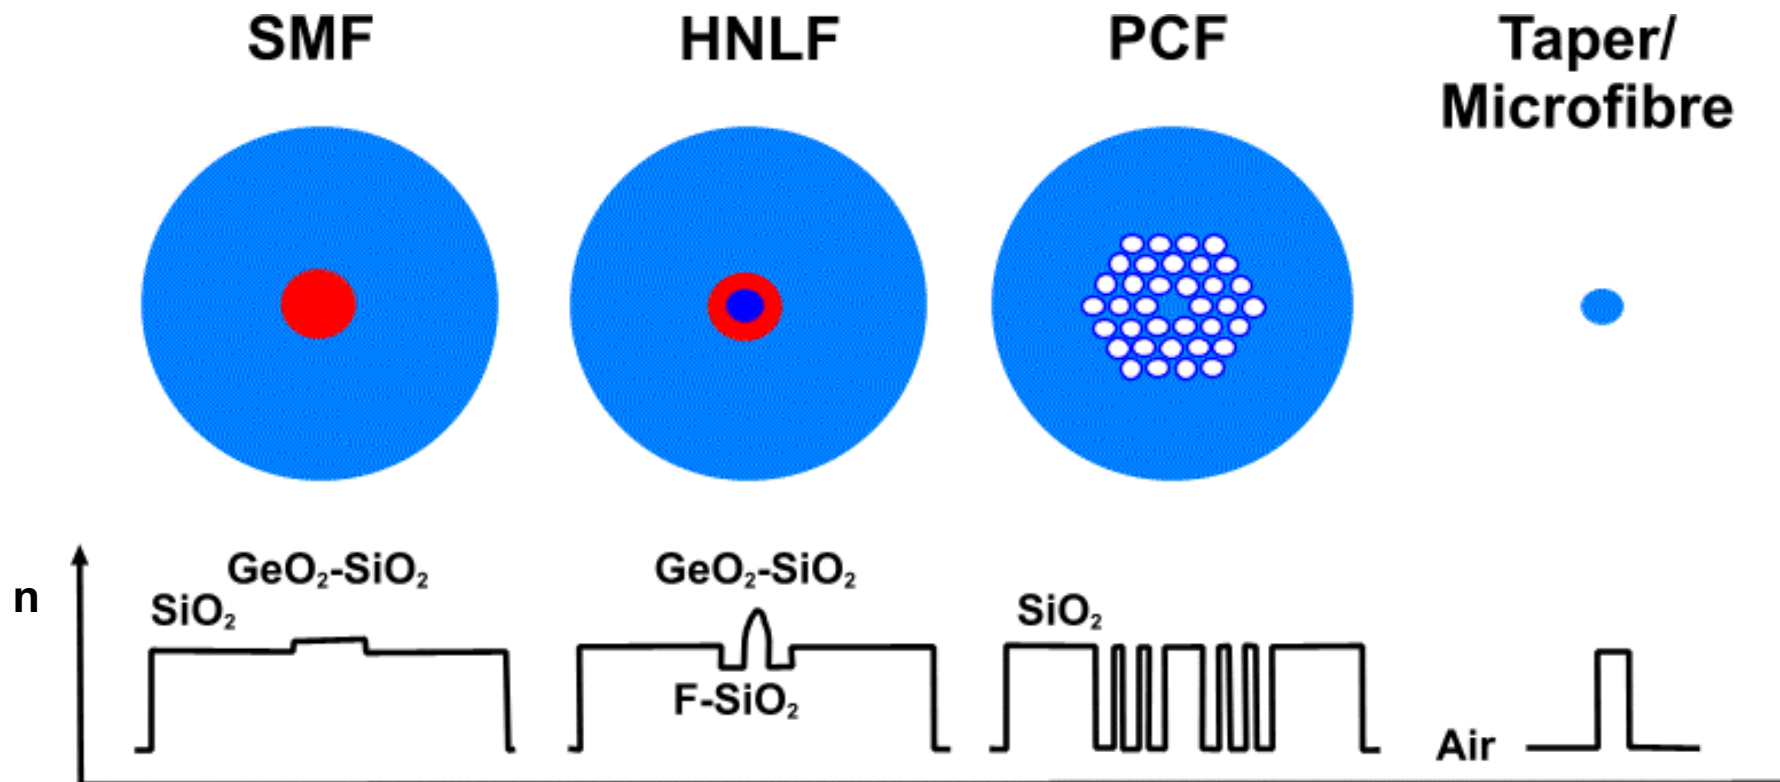 SMF
HNLF
PCF
Taper/
Microfibre
n
GeO₂-SiO₂
SiO₂
GeO₂-SiO₂
F-SiO₂
SiO₂
Air